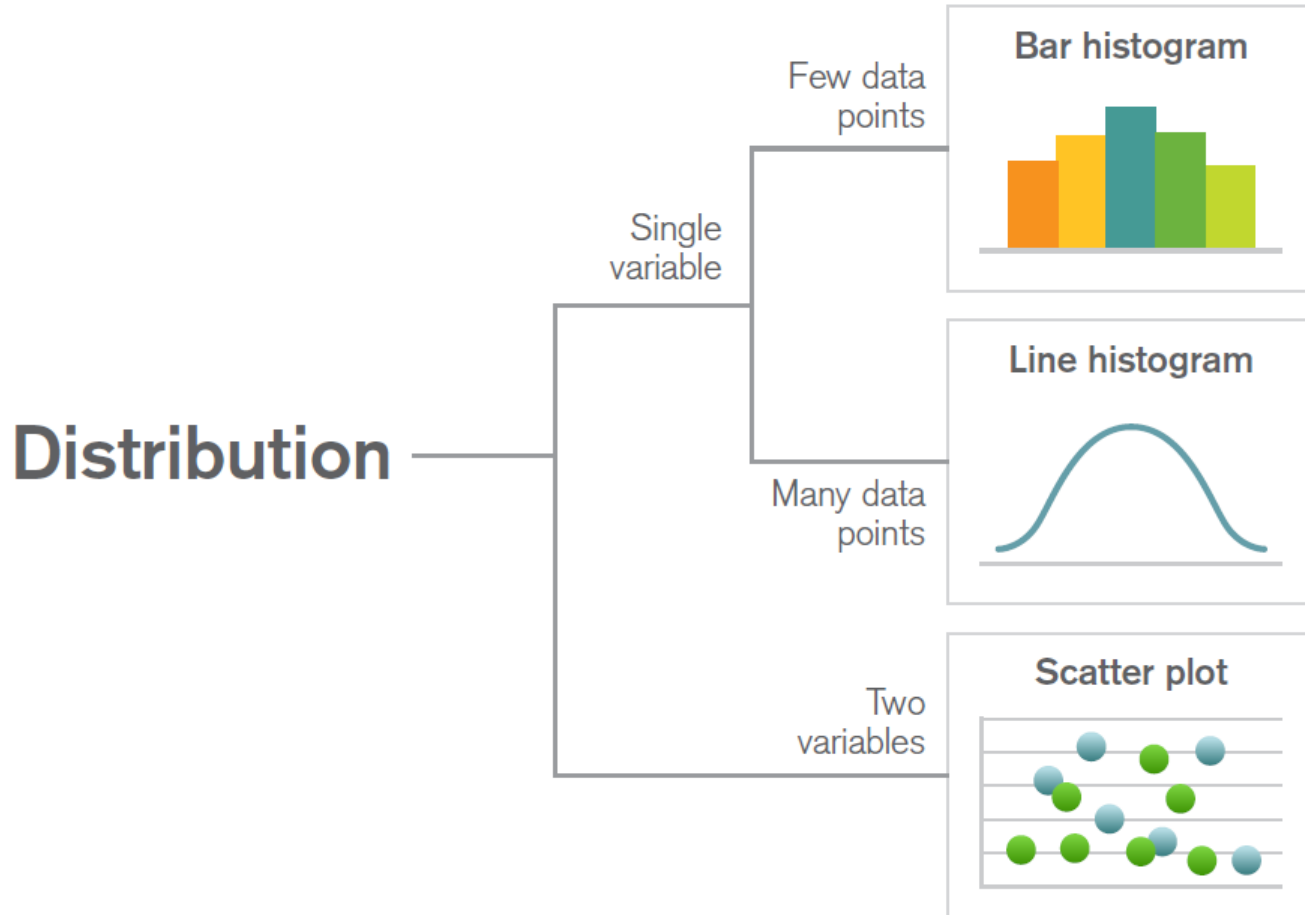 Distribution
Single
variable
Few data
points
Bar histogram
Many data
points
Line histogram
Two
variables
Scatter plot